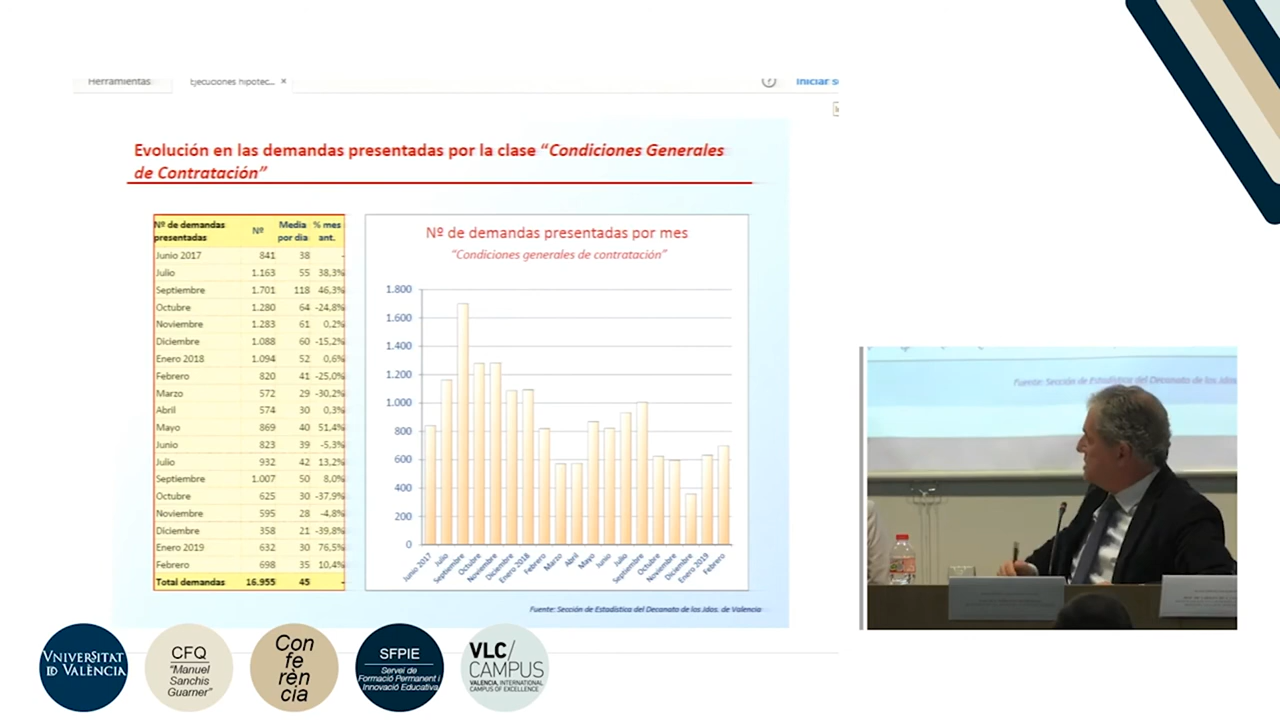 Herramientas
Ejecuciones hipotec... ×
?
Iniciar s
Evolución en las demandas presentadas por la clase “Condiciones Generales
de Contratación”
Nº de demandas presentadas Nº Media por dia % mes ant.
Junio 2017 841 38 -
Julio 1.163 55 38,3%
Septiembre 1.701 118 46,3%
Octubre 1.280 64 -24,8%
Noviembre 1.283 61 0,2%
Diciembre 1.088 60 -15,2%
Enero 2018 1.094 52 0,6%
Febrero 820 41 -25,0%
Marzo 572 29 -30,2%
Abril 574 30 0,3%
Mayo 869 40 51,4%
Junio 823 39 -5,3%
Julio 932 42 13,2%
Septiembre 1.007 50 8,0%
Octubre 625 30 -37,9%
Noviembre 595 28 -4,8%
Diciembre 358 21 -39,8%
Enero 2019 632 30 76,5%
Febrero 698 35 10,4%
Total demandas 16.955 45 -
Nº de demandas presentadas por mes
“Condiciones generales de contratación”
1.800
1.600
1.400
1.200
1.000
800
600
400
200
0
Junio 2017
Julio
Septiembre
Octubre
Noviembre
Diciembre
Enero 2018
Febrero
Marzo
Abril
Mayo
Junio
Julio
Septiembre
Octubre
Noviembre
Diciembre
Enero 2019
Febrero
Fuente: Sección de Estadística del Decanato de los Jdos. de Valencia
Fuente: Sección de Estadística del Decanato de los Jdos
VNIVERSITAT
ID VALÈNCIA
CFQ
“Manuel
Sanchis
Guarner”
Con
fe
rèn
cia
SFPIE
Servei de
Formació Permanent i
Innovació Educativa
VLC/
CAMPUS
VALENCIA, INTERNATIONAL
CAMPUS OF EXCELLENCE